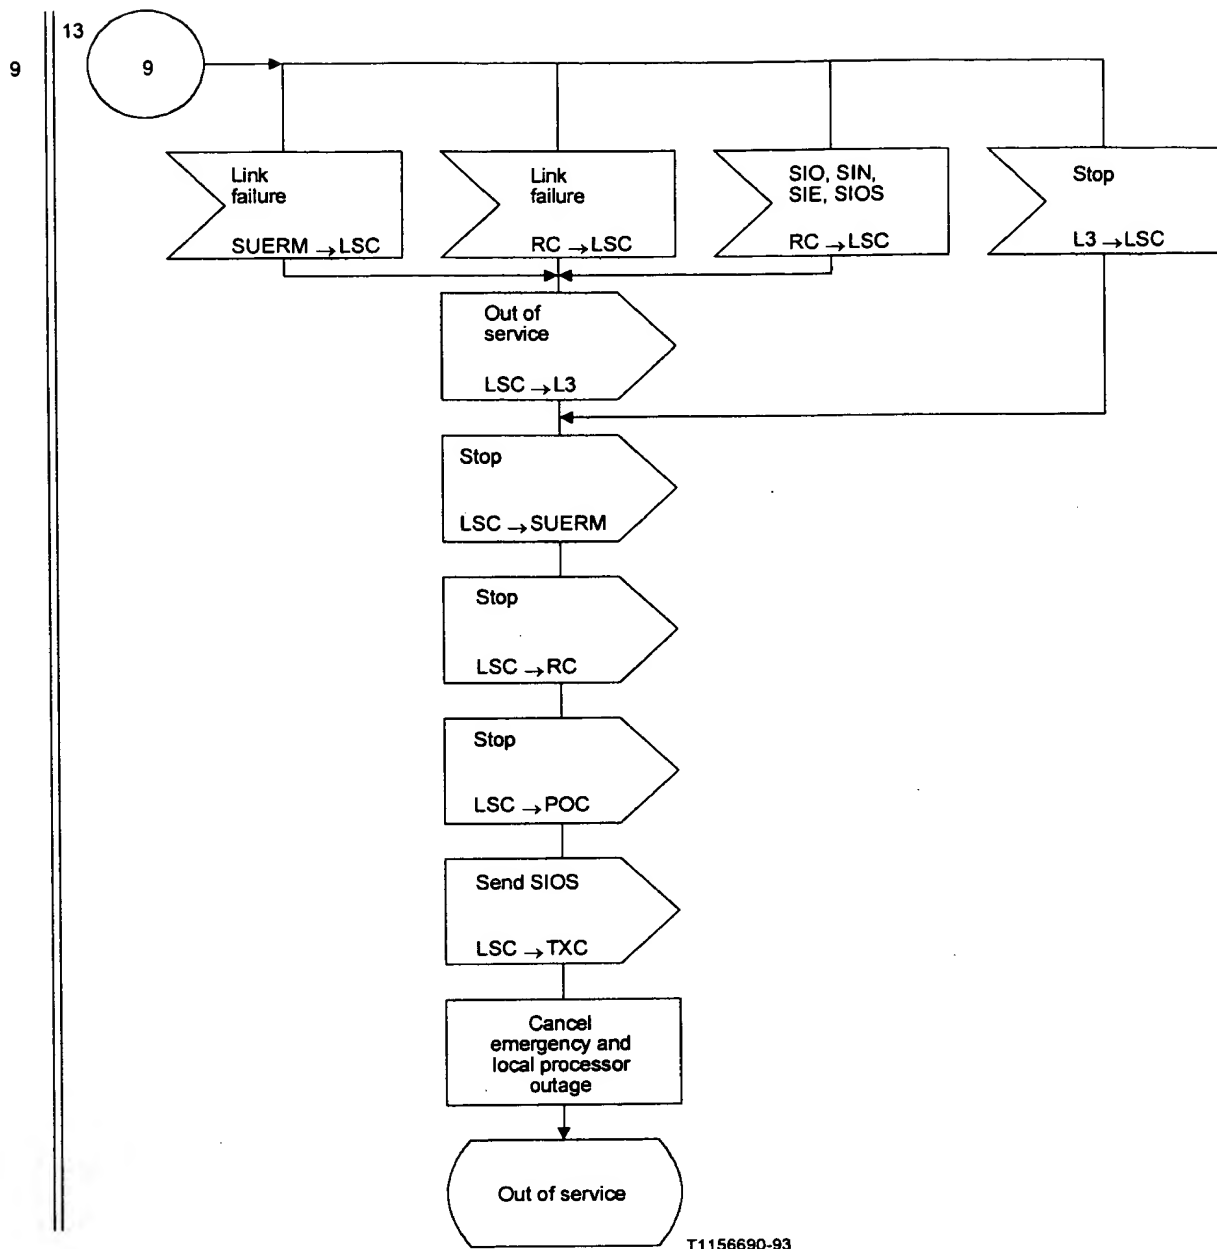 13
9
9
Link
failure
SUERM → LSC
Link
failure
RC → LSC
SIO, SIN,
SIE, SIOS
RC → LSC
Stop
L3 → LSC
Out of
service
LSC → L3
Stop
LSC → SUERM
Stop
LSC → RC
Stop
LSC → POC
Send SIOS
LSC → TXC
Cancel
emergency and
local processor
outage
Out of service
T1156690-93